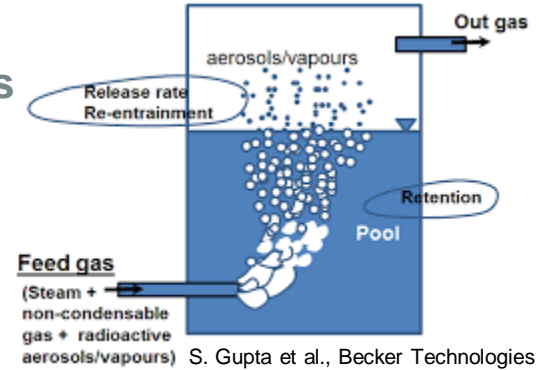 s
Out gas
aerosols/vapours
Release rate
Re-entrainment
Retention
Pool
Feed gas
(Steam +
non-condensable
gas + radioactive
aerosols/vapours)
S. Gupta et al., Becker Technologies